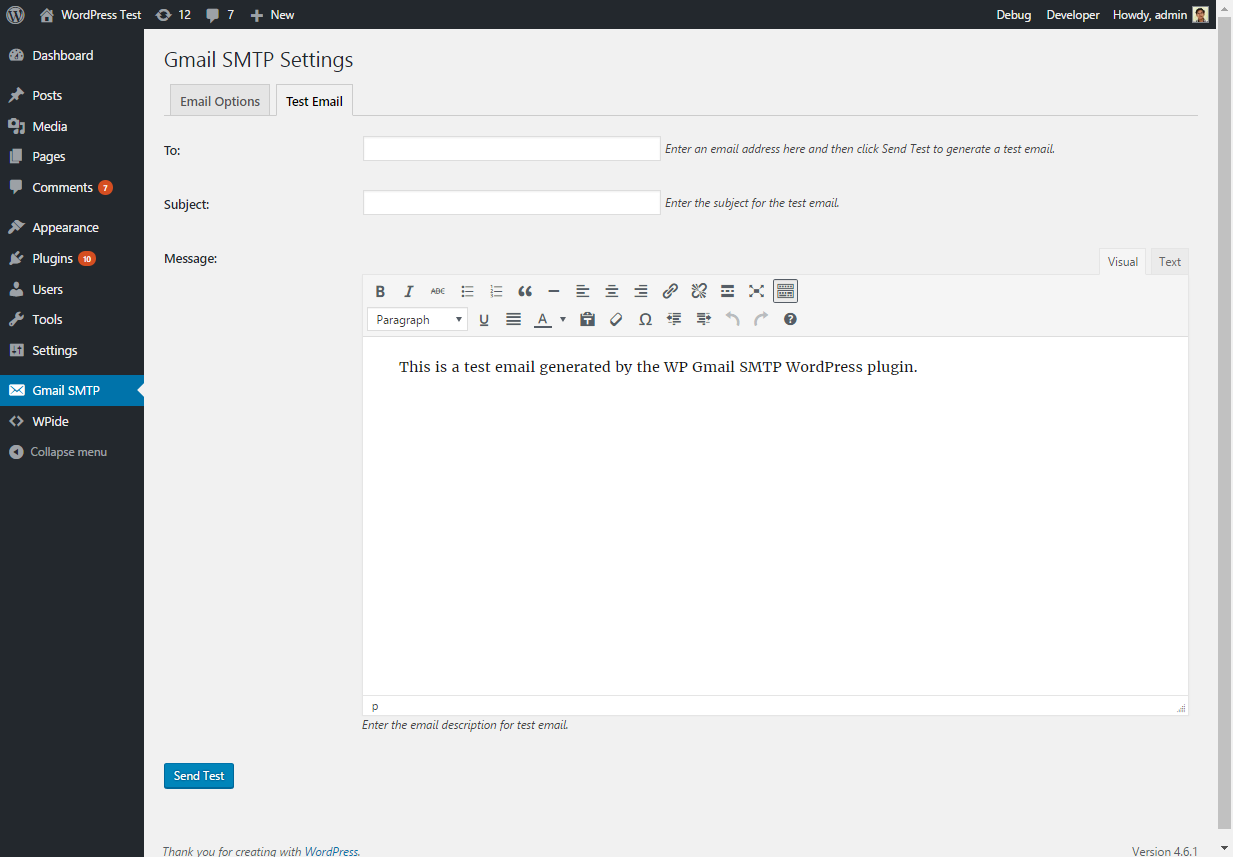 WordPress Test 12 7 New Debug Developer Howdy, admin
Dashboard
Posts
Media
Pages
Comments 7
Appearance
Plugins 10
Users
Tools
Settings
Gmail SMTP
WPide
Collapse menu
Gmail SMTP Settings
Email Options Test Email
To: Enter an email address here and then click Send Test to generate a test email.
Subject: Enter the subject for the test email.
Message:
Visual Text
B I ABC
Paragraph U A Ω
This is a test email generated by the WP Gmail SMTP WordPress plugin.
p
Enter the email description for test email.
Send Test
Thank you for creating with WordPress. Version 4.6.1